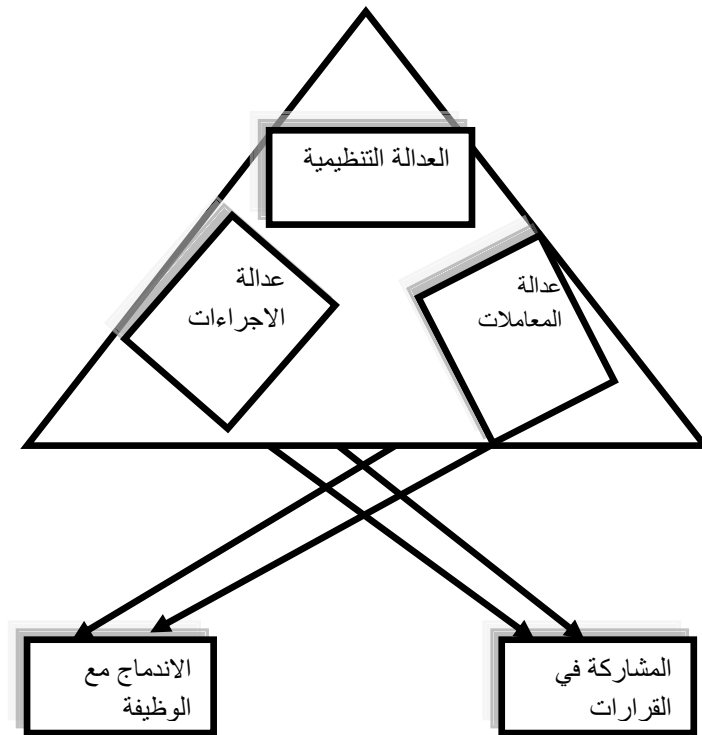 العدالة التنظيمية
عدالة
المعاملات
عدالة
الاجراءات
المشاركة في
القرارات
الاندماج مع
الوظيفة